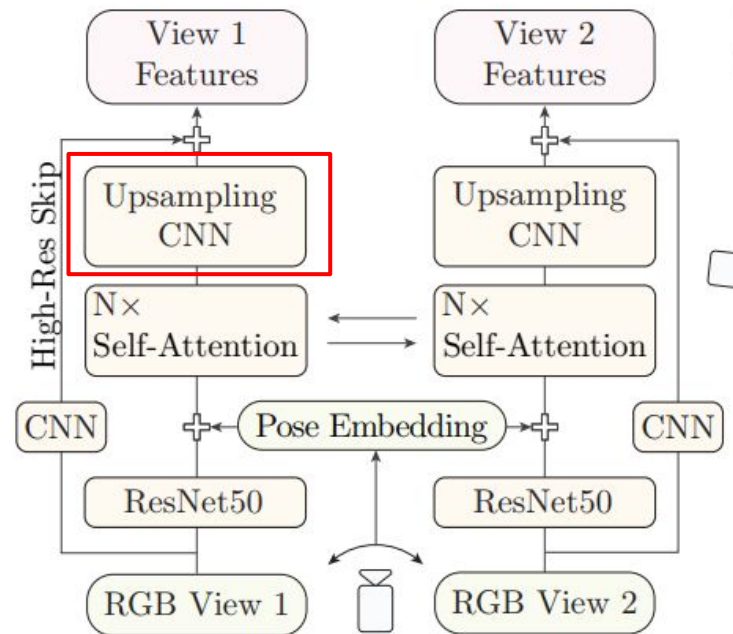 View 1
Features
View 2
Features
High-Res Skip
Upsampling
CNN
Upsampling
CNN
N×
Self-Attention
N×
Self-Attention
CNN
Pose Embedding
CNN
ResNet50
ResNet50
RGB View 1
RGB View 2